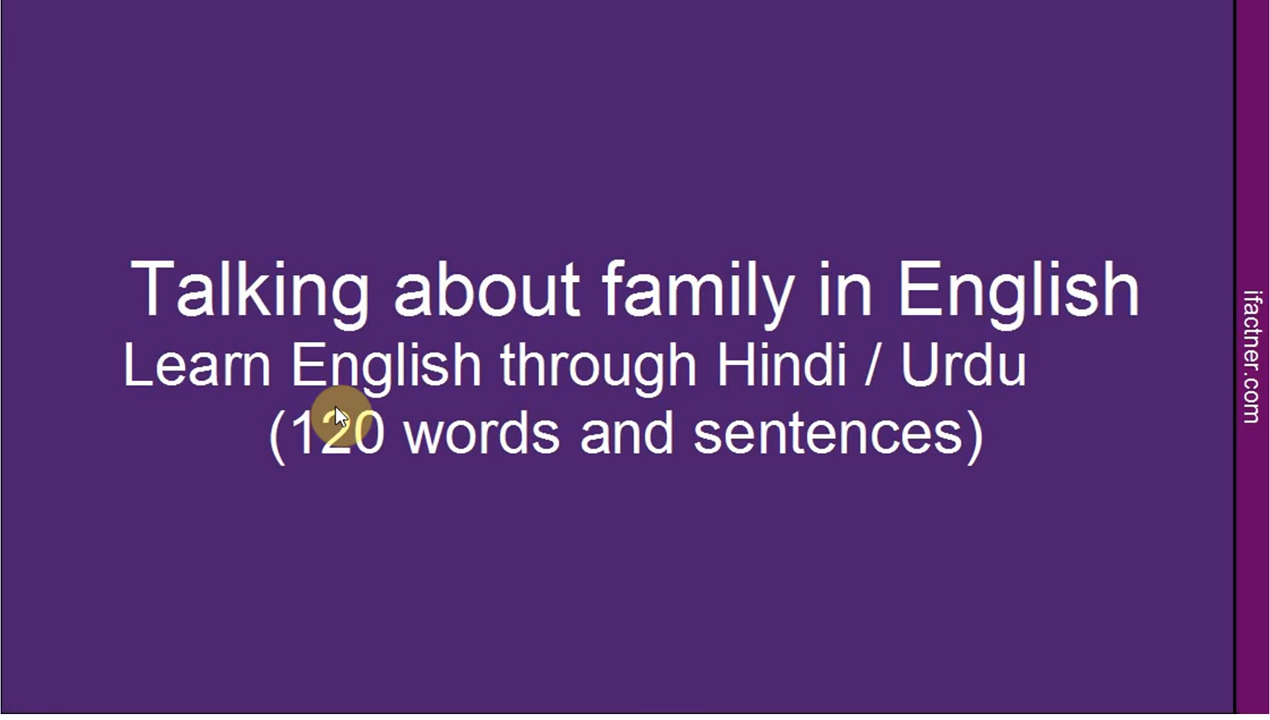 Talking about family in English
Learn English through Hindi / Urdu
(120 words and sentences)
ifactner.com